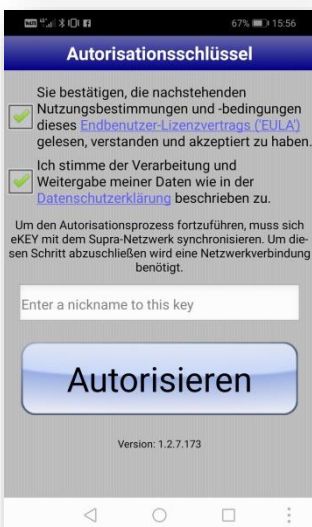 67% 15:56
Autorisationsschlüssel
Sie bestätigen, die nachstehenden
Nutzungsbestimmungen und -bedingungen
dieses Endbenutzer-Lizenzvertrags ('EULA')
gelesen, verstanden und akzeptiert zu haben.
Ich stimme der Verarbeitung und
Weitergabe meiner Daten wie in der
Datenschutzerklärung beschrieben zu.
Um den Autorisationsprozess fortzuführen, muss sich
eKEY mit dem Supra-Netzwerk synchronisieren. Um die-
sen Schritt abzuschließen wird eine Netzwerkverbindung
benötigt.
Enter a nickname to this key
Autorisieren
Version: 1.2.7.173